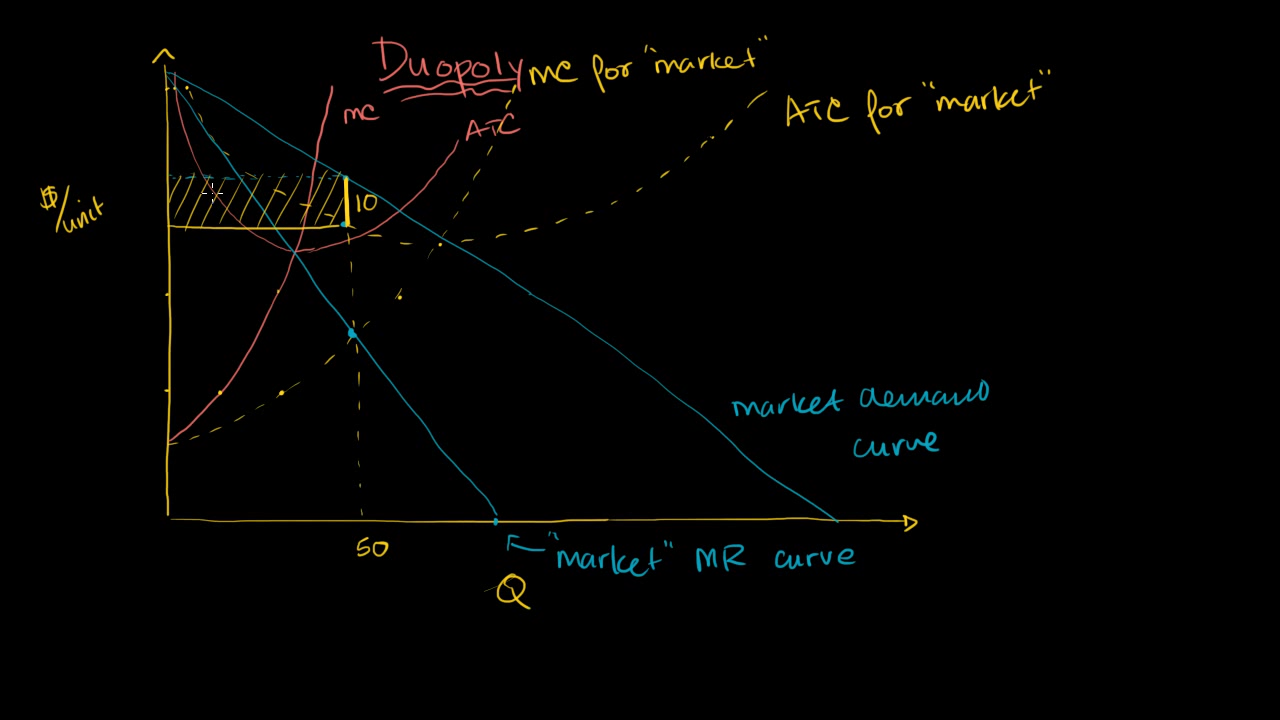 Duopoly
MC for "market"
ATC for "market"
MC
ATC
$/unit
10
market demand
curve
50
"market" MR curve
Q